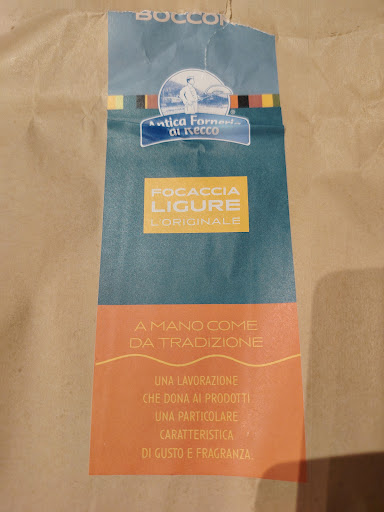 BOCCON
Antica Forneria
di Recco
FOCACCIA
LIGURE
L'ORIGINALE
A MANO COME
DA TRADIZIONE
UNA LAVORAZIONE
CHE DONA AI PRODOTTI
UNA PARTICOLARE
CARATTERISTICA
DI GUSTO E FRAGRANZA.